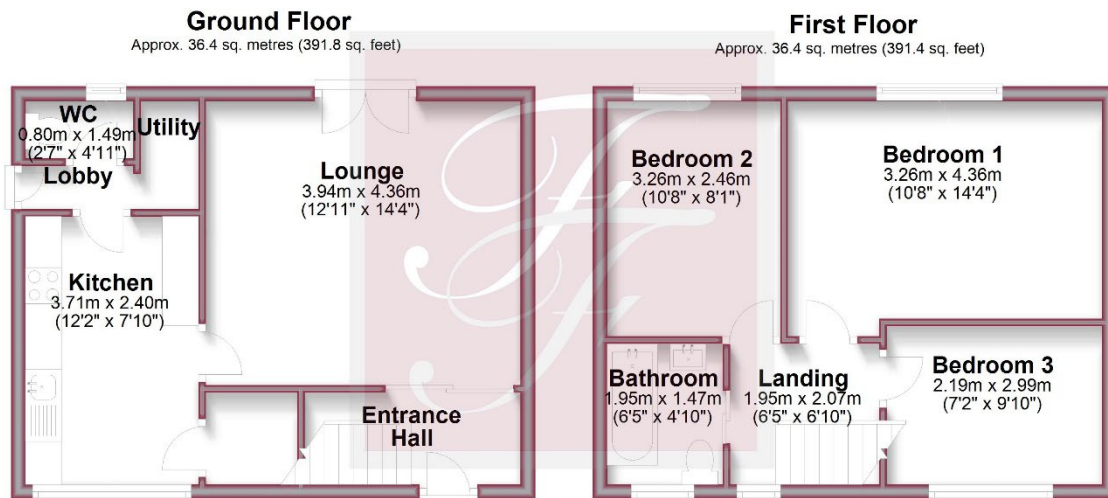 Ground Floor
Approx. 36.4 sq. metres (391.8 sq. feet)
WC
0.80m x 1.49m
(2'7" x 4'11")
Utility
Lobby
Lounge
3.94m x 4.36m
(12'11" x 14'4")
Kitchen
3.71m x 2.40m
(12'2" x 7'10")
Entrance
Hall
First Floor
Approx. 36.4 sq. metres (391.4 sq. feet)
Bedroom 2
3.26m x 2.46m
(10'8" x 8'1")
Bedroom 1
3.26m x 4.36m
(10'8" x 14'4")
Bathroom
1.95m x 1.47m
(6'5" x 4'10")
Landing
1.95m x 2.07m
(6'5" x 6'10")
Bedroom 3
2.19m x 2.99m
(7'2" x 9'10")